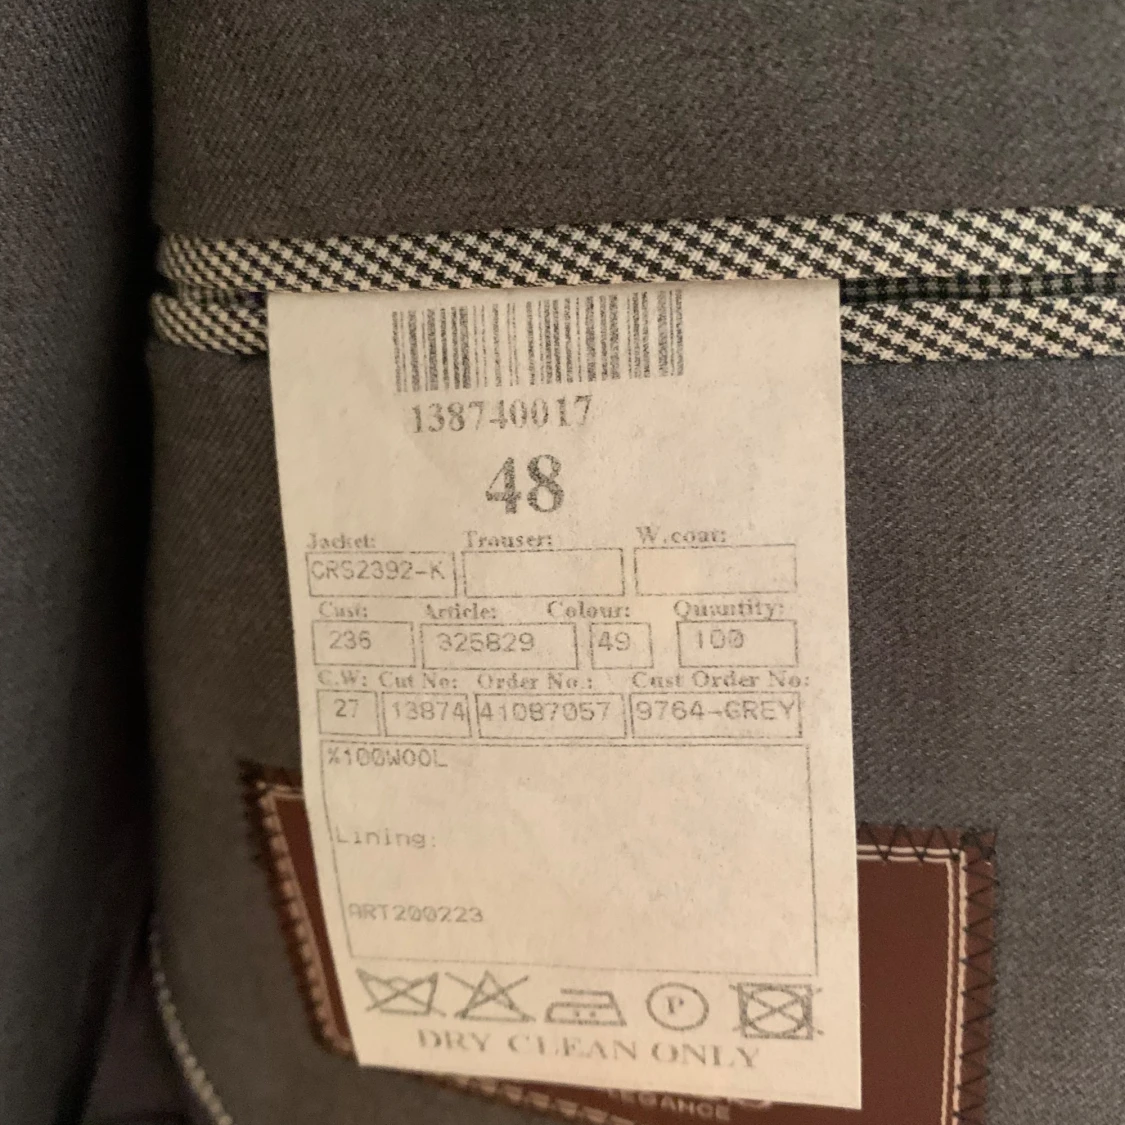 138740017
48
Jacket: Trouser: W.coat:
CRS2392-K
Cust: Article: Colour: Quantity:
236 325829 49 100
C.W: Cut No: Order No.: Cust Order No:
27 13874 41087057 9764-GREY
%100WOOL
Lining:
ART200223
P
DRY CLEAN ONLY
LEGANCE